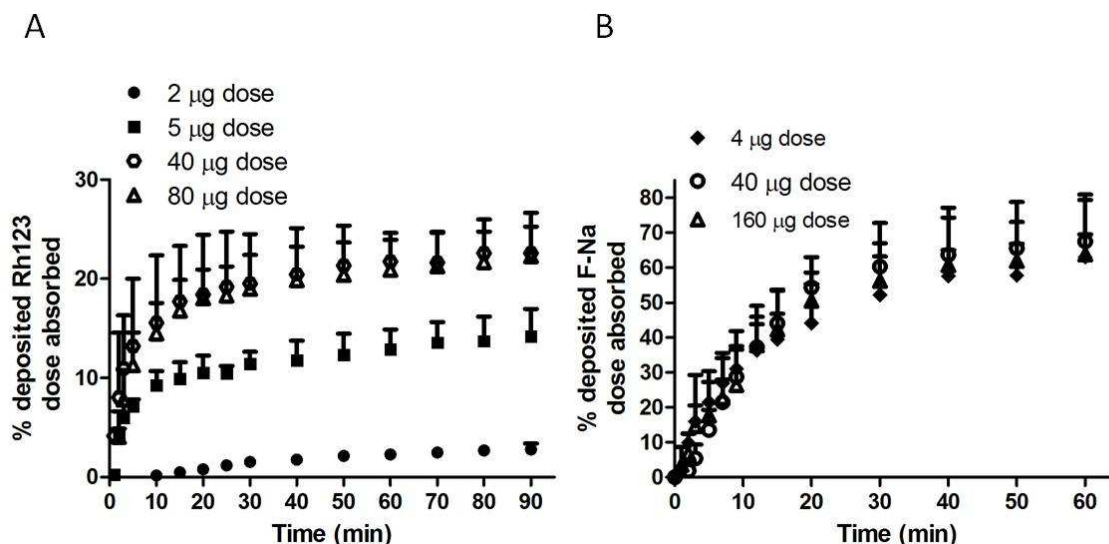 A
2 μg dose
5 μg dose
40 μg dose
80 μg dose
30
20
10
0
% deposited Rh123
dose absorbed
0 10 20 30 40 50 60 70 80 90
Time (min)
B
4 μg dose
40 μg dose
160 μg dose
80
70
60
50
40
30
20
10
0
% deposited F-Na
dose absorbed
0 10 20 30 40 50 60
Time (min)